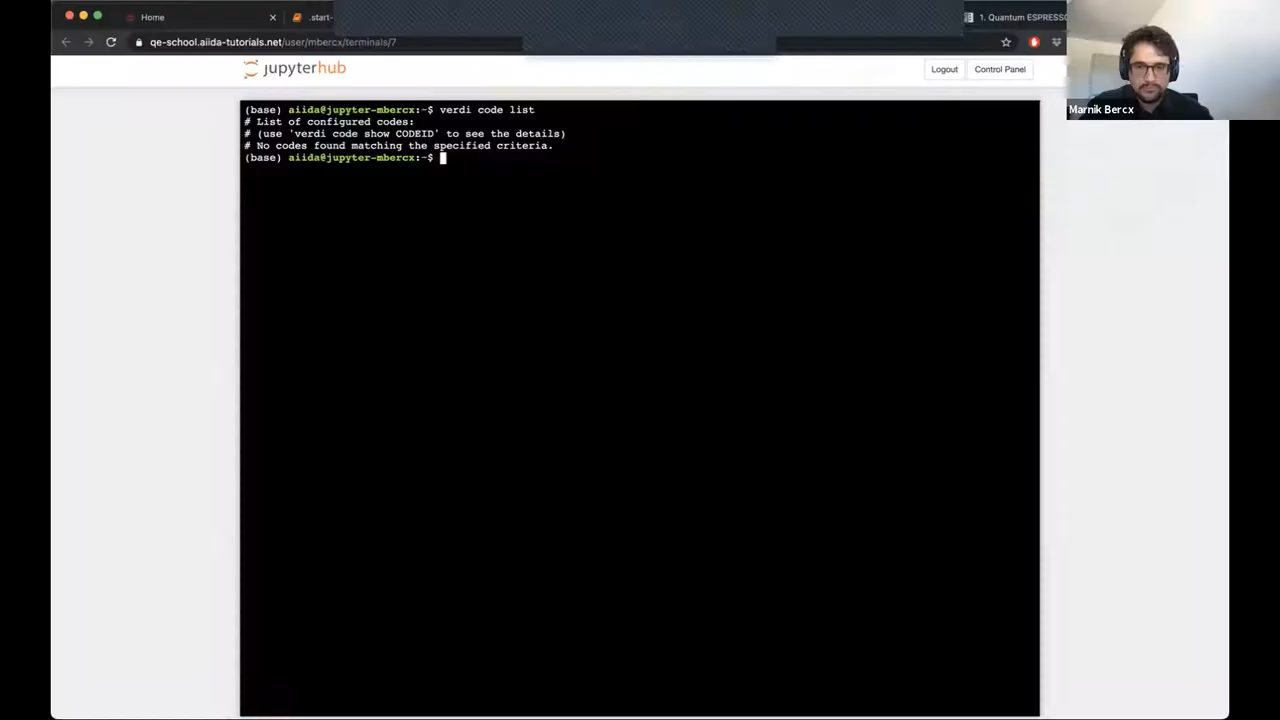 Home
.start-
1. Quantum ESPRESSO
qe-school.aiida-tutorials.net/user/mbercx/terminals/7
jupyterhub
Logout
Control Panel
Marnik Bercx
(base) aiida@jupyter-mbercx:~$ verdi code list
# List of configured codes:
# (use 'verdi code show CODEID' to see the details)
# No codes found matching the specified criteria.
(base) aiida@jupyter-mbercx:~$